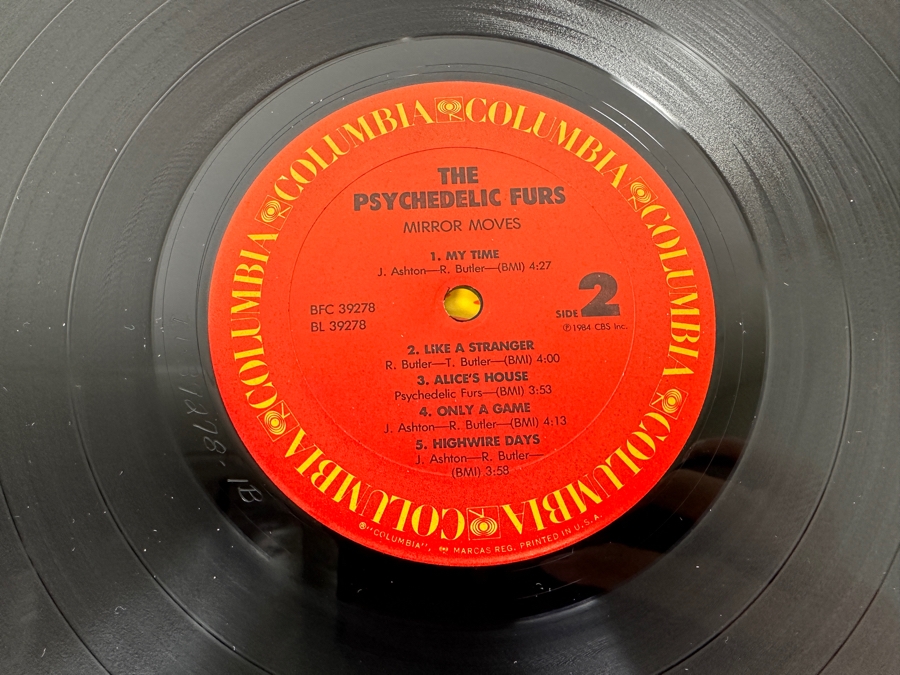 COLUMBIA COLUMBIA COLUMBIA COLUMBIA COLUMBIA COLUMBIA
THE
PSYCHEDELIC FURS
MIRROR MOVES
1. MY TIME
J. Ashton—R. Butler—(BMI) 4:27
BFC 39278
BL 39278
SIDE 2
℗1984 CBS Inc.
2. LIKE A STRANGER
R. Butler—T. Butler—(BMI) 4:00
3. ALICE'S HOUSE
Psychedelic Furs—(BMI) 3:53
4. ONLY A GAME
J. Ashton—R. Butler—(BMI) 4:13
5. HIGHWIRE DAYS
J. Ashton—R. Butler—
(BMI) 3:58
®"COLUMBIA", MARCAS REG. PRINTED IN U.S.A.